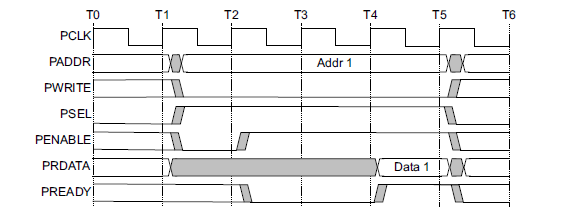 T0 T1 T2 T3 T4 T5 T6
PCLK
PADDR Addr 1
PWRITE
PSEL
PENABLE
PRDATA Data 1
PREADY